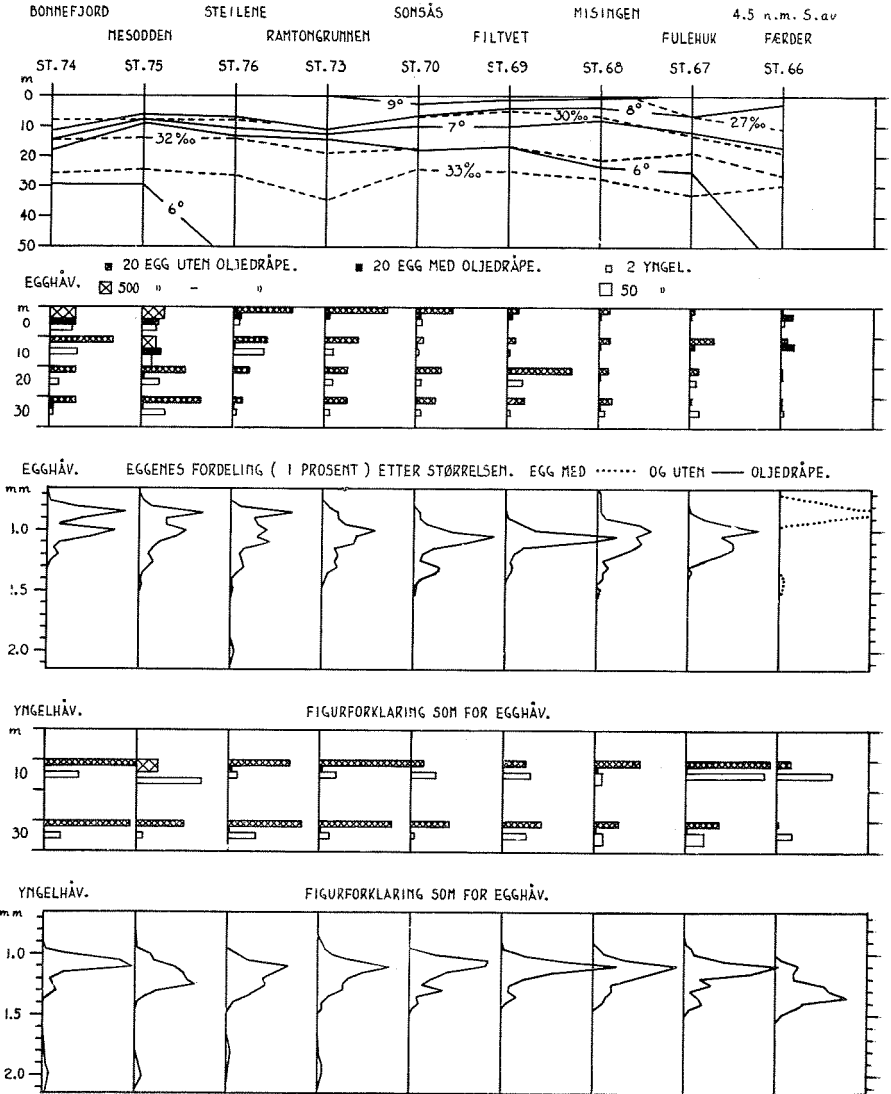 BONNEFJORD STEILENE SONSÅS MISINGEN 4.5 n.m. S.av
NESODDEN RAMTONGRUNNEN FILTVET FULEHUK FÆRDER
ST.74 ST.75 ST.76 ST.73 ST.70 ST.69 ST.68 ST.67 ST.66
m
0
10
20
30
40
50
9°
8°
7°
30‰
27‰
32‰
33‰
6°
6°
EGGHÅV.
20 EGG UTEN OLJEDRÅPE. 20 EGG MED OLJEDRÅPE. 2 YNGEL.
500 " - " 50 "
m
0
10
20
30
EGGHÅV. EGGENES FORDELING ( I PROSENT ) ETTER STØRRELSEN. EGG MED ······ OG UTEN —— OLJEDRÅPE.
mm
1.0
1.5
2.0
YNGELHÅV. FIGURFORKLARING SOM FOR EGGHÅV.
m
10
30
YNGELHÅV. FIGURFORKLARING SOM FOR EGGHÅV.
mm
1.0
1.5
2.0